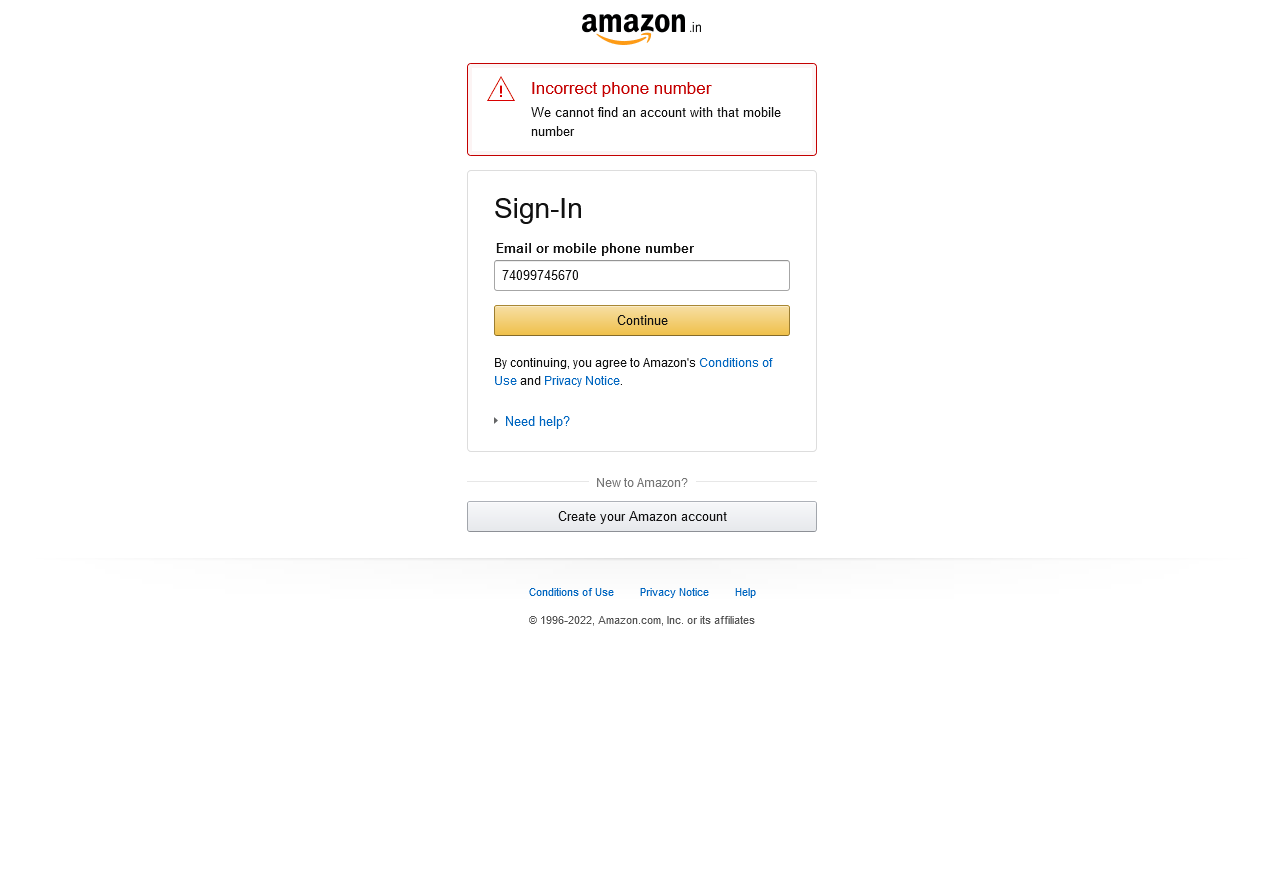 amazon.in
Incorrect phone number
We cannot find an account with that mobile
number
Sign-In
Email or mobile phone number
74099745670
Continue
By continuing, you agree to Amazon's Conditions of
Use and Privacy Notice.
Need help?
New to Amazon?
Create your Amazon account
Conditions of Use Privacy Notice Help
© 1996-2022, Amazon.com, Inc. or its affiliates